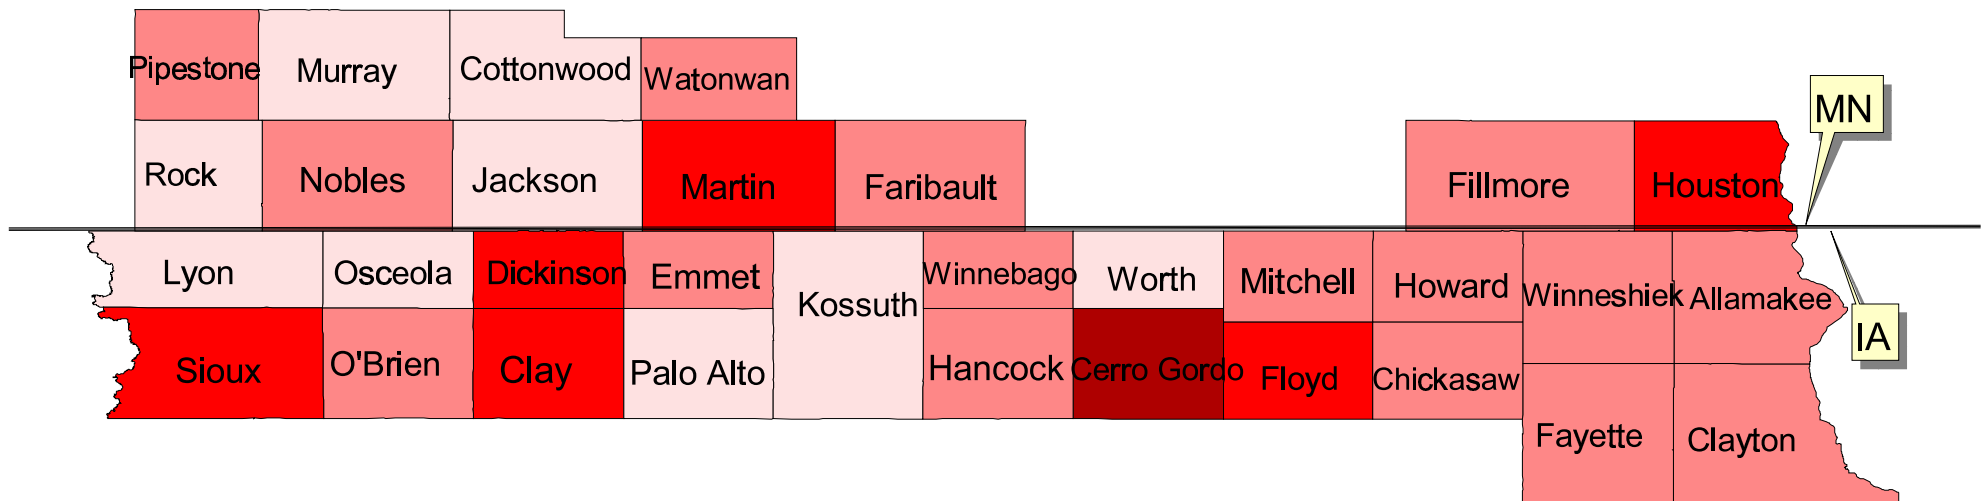 Pipestone
Murray
Cottonwood
Watonwan
MN
Rock
Nobles
Jackson
Martin
Faribault
Fillmore
Houston
Lyon
Osceola
Dickinson
Emmet
Kossuth
Winnebago
Worth
Mitchell
Howard
Winneshiek
Allamakee
IA
Sioux
O'Brien
Clay
Palo Alto
Hancock
Cerro Gordo
Floyd
Chickasaw
Fayette
Clayton